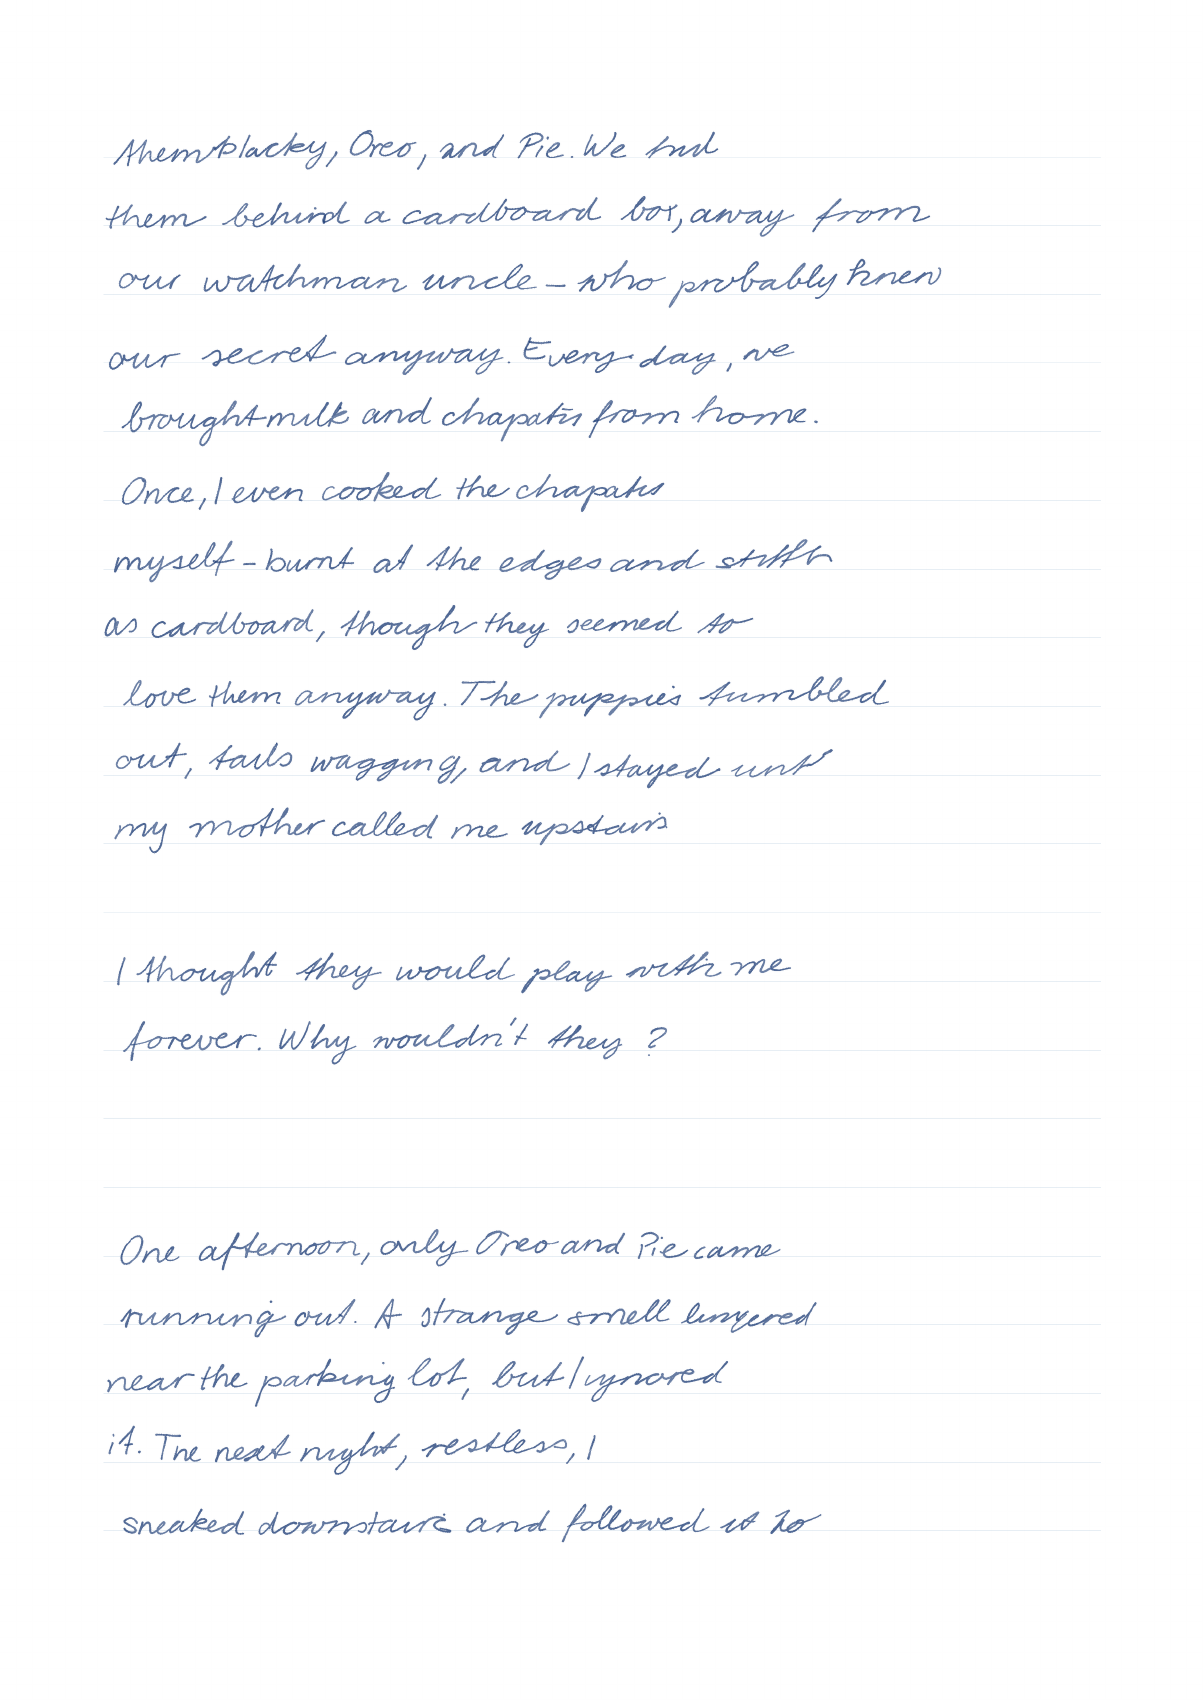 them blacky, Oreo, and Pie. We hid
them behind a cardboard box, away from
our watchman uncle – who probably knew
our secret anyway. Every day, we
brought milk and chapatis from home.
Once, I even cooked the chapatis
myself – burnt at the edges and stiff
as cardboard, though they seemed to
love them anyway. The puppies tumbled
out, tails wagging, and I stayed until
my mother called me upstairs
I thought they would play with me
forever. Why wouldn't they ?
One afternoon, only Oreo and Pie came
running out. A strange smell lingered
near the parking lot, but I ignored
it. The next night, restless, I
sneaked downstairs and followed it to